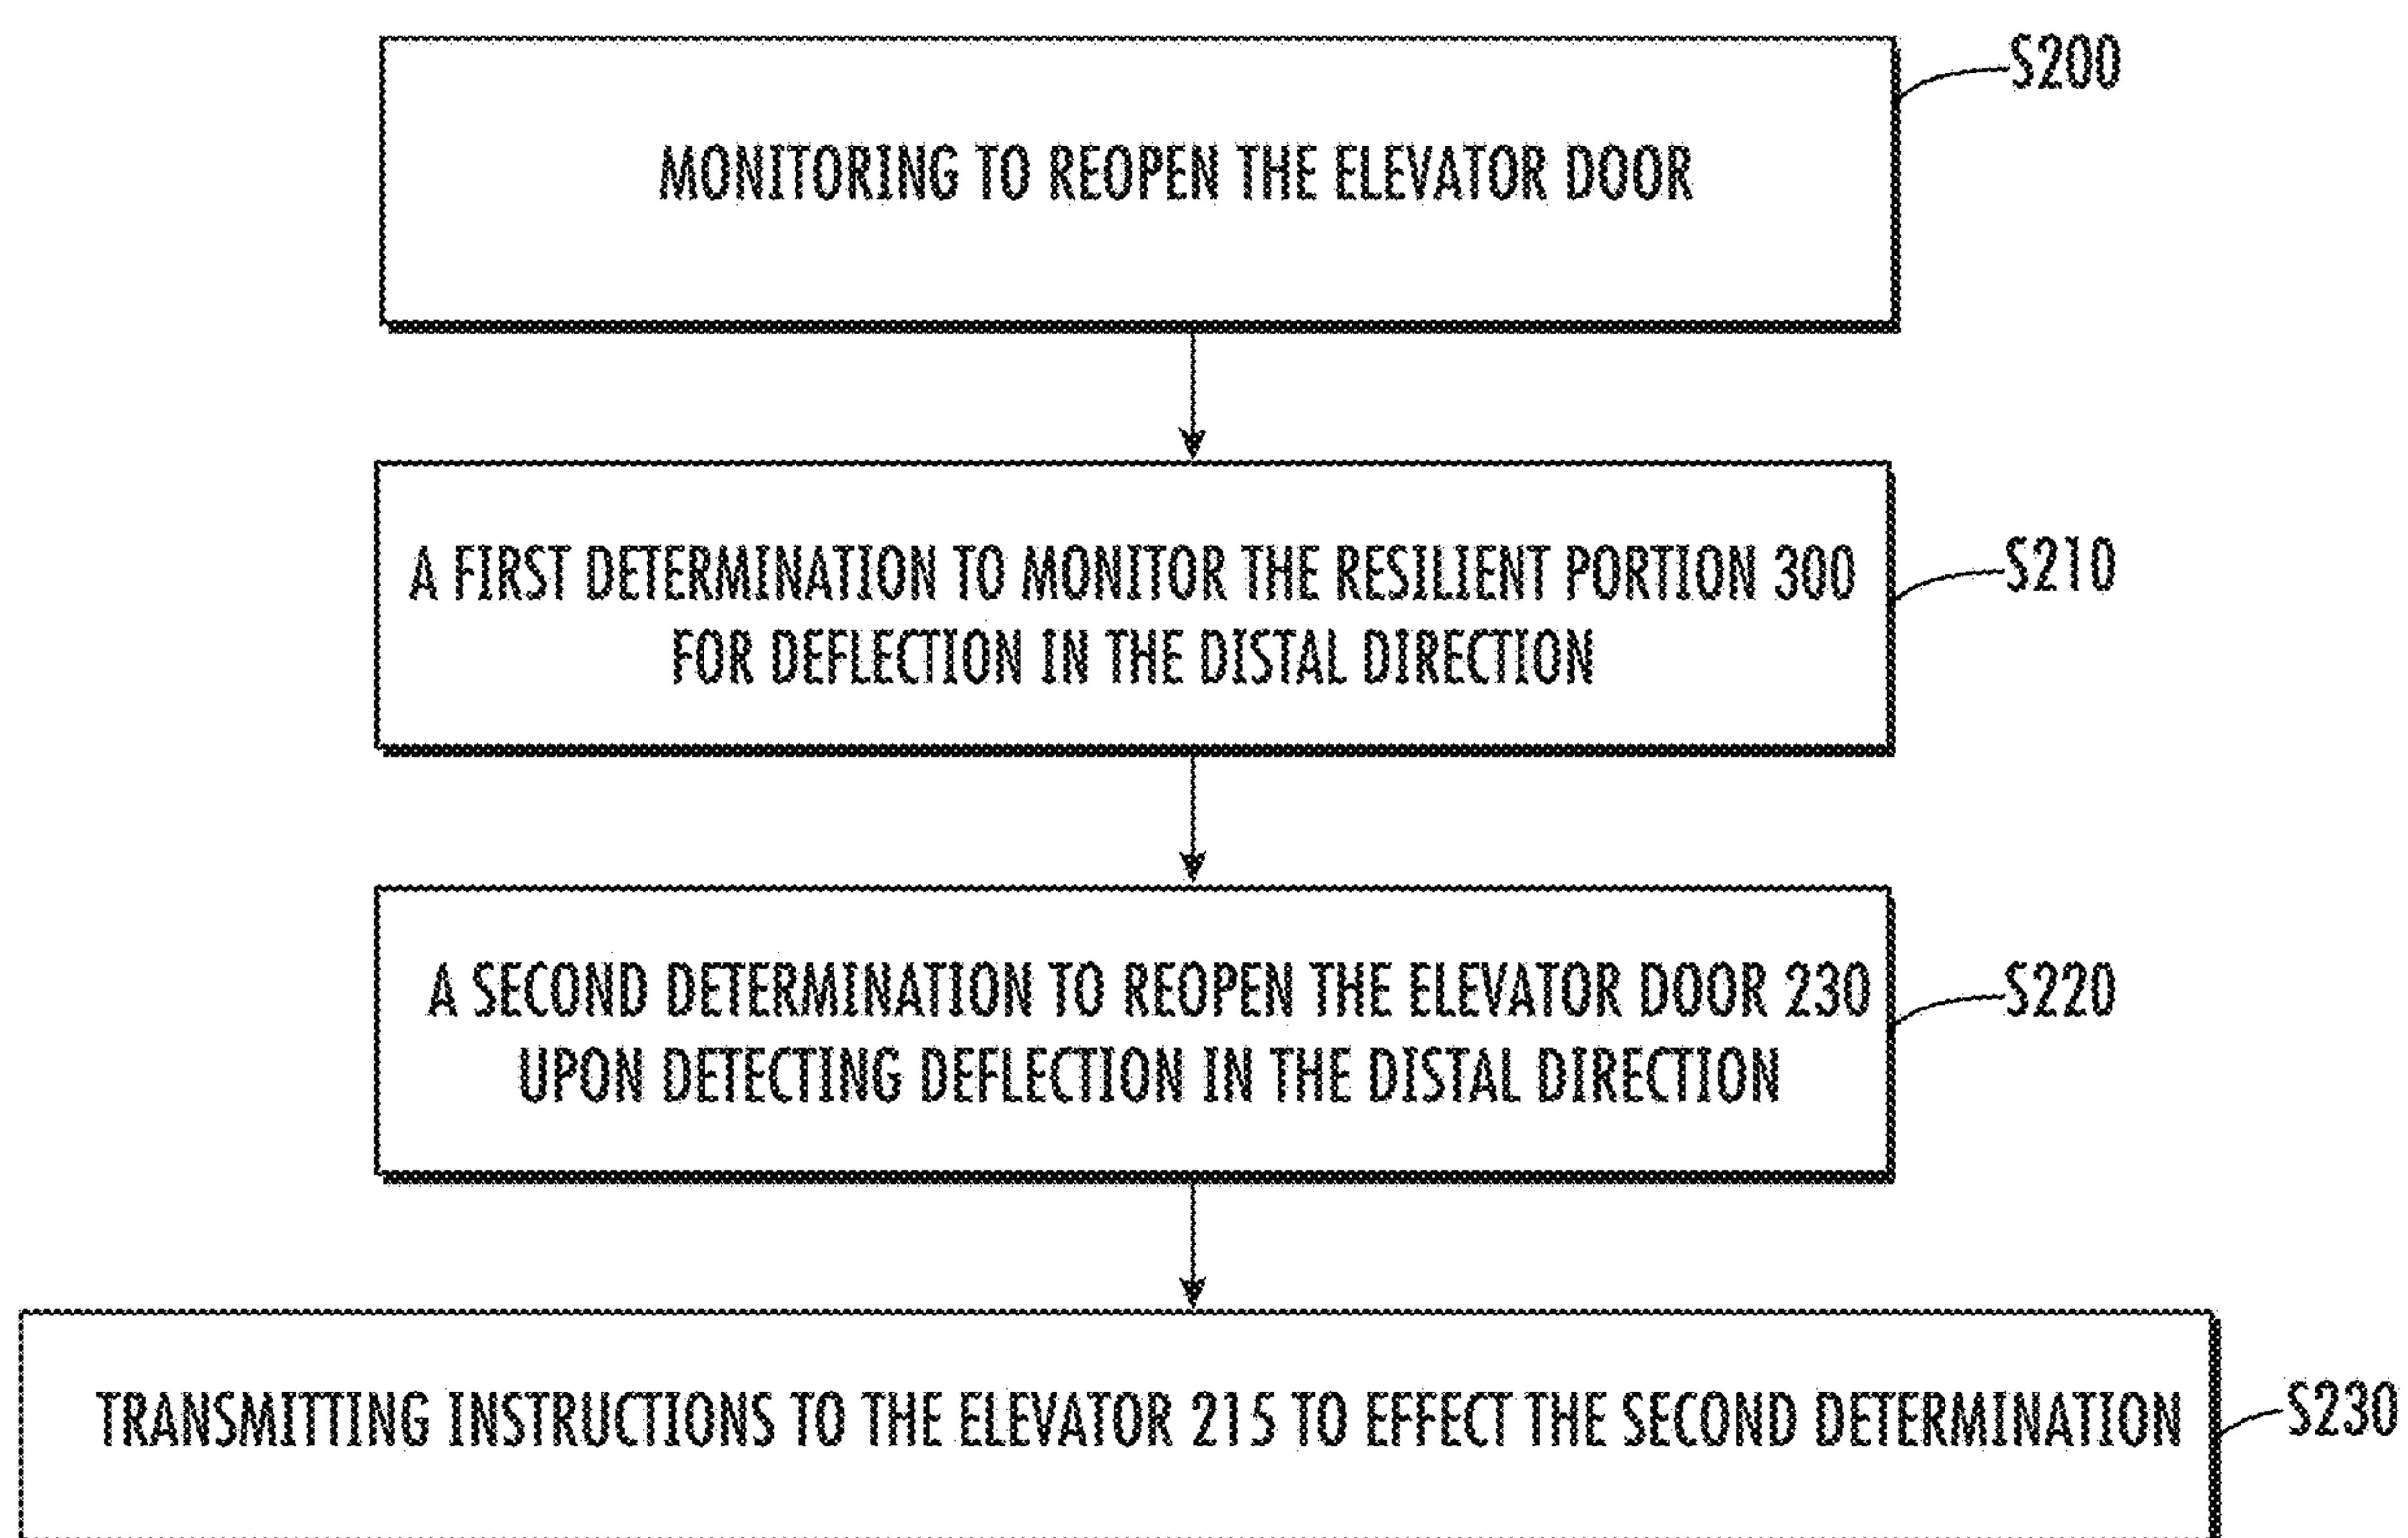 S200
MONITORING TO REOPEN THE ELEVATOR DOOR
A FIRST DETERMINATION TO MONITOR THE RESILIENT PORTION 300
FOR DEFLECTION IN THE DISTAL DIRECTION
S210
A SECOND DETERMINATION TO REOPEN THE ELEVATOR DOOR 230
UPON DETECTING DEFLECTION IN THE DISTAL DIRECTION
S220
TRANSMITTING INSTRUCTIONS TO THE ELEVATOR 215 TO EFFECT THE SECOND DETERMINATION
S230